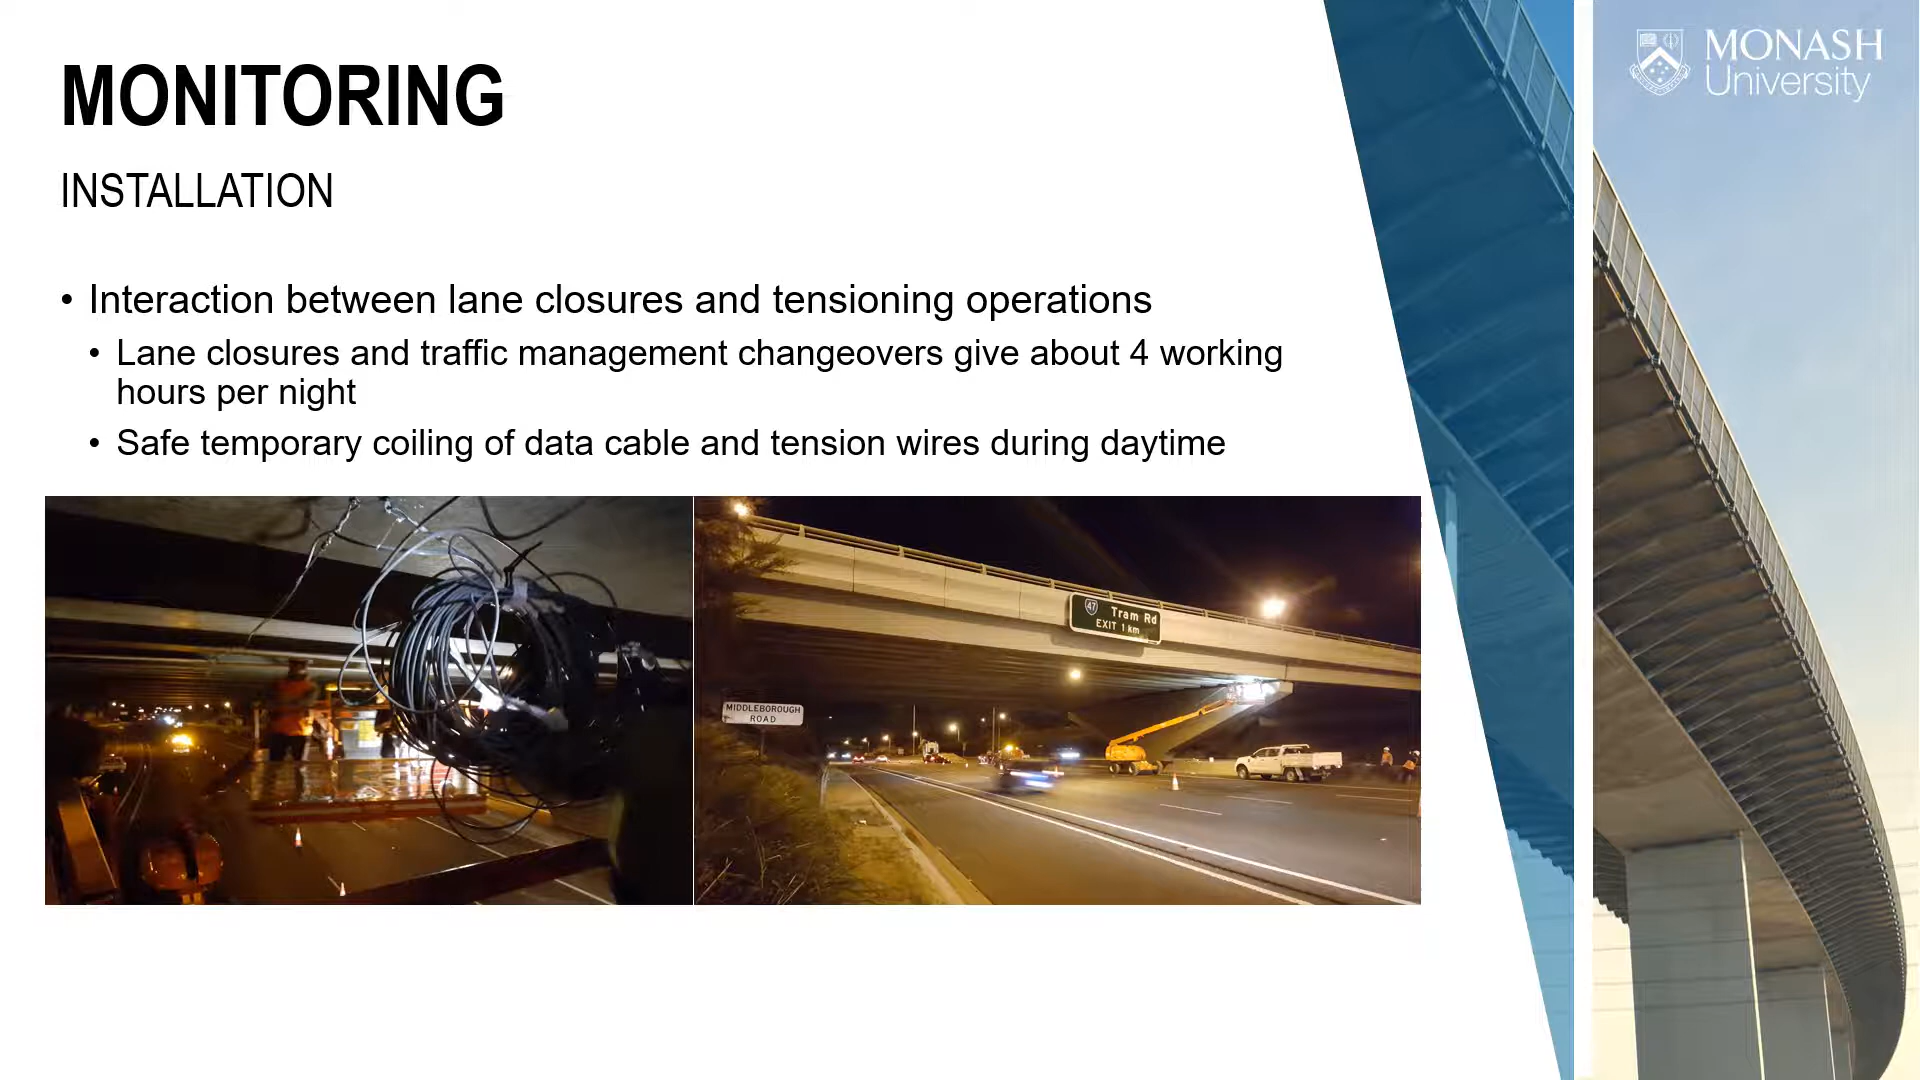 MONITORING
INSTALLATION
• Interaction between lane closures and tensioning operations
• Lane closures and traffic management changeovers give about 4 working
hours per night
• Safe temporary coiling of data cable and tension wires during daytime
47 Tram Rd
EXIT 1 km
MIDDLEBOROUGH
ROAD
MONASH
University